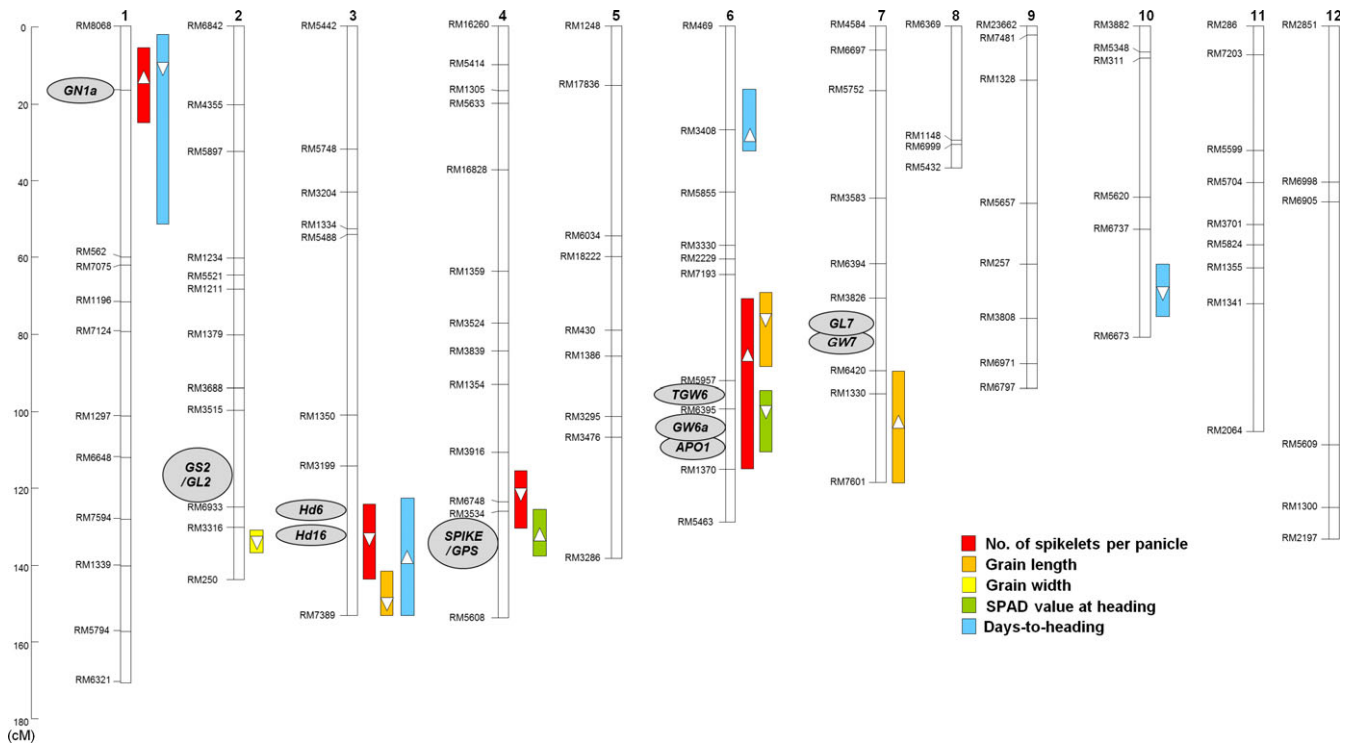 1 2 3 4 5 6 7 8 9 10 11 12
0
20
40
60
80
100
120
140
160
180
(cM)
RM8068
GN1a
RM562
RM7075
RM1196
RM7124
RM1297
RM6648
RM7594
RM1339
RM5794
RM6321
RM6842
RM4355
RM5897
RM1234
RM5521
RM1211
RM1379
RM3688
RM3515
GS2
/GL2
RM6933
RM3316
RM250
RM5442
RM5748
RM3204
RM1334
RM5488
RM1350
RM3199
Hd6
Hd16
RM7389
RM16260
RM5414
RM1305
RM5633
RM16828
RM1359
RM3524
RM3839
RM1354
RM3916
RM6748
RM3534
SPIKE
/GPS
RM5608
RM1248
RM17836
RM6034
RM18222
RM430
RM1386
RM3295
RM3476
RM3286
RM469
RM3408
RM5855
RM3330
RM2229
RM7193
RM5957
TGW6
RM6395
GW6a
APO1
RM1370
RM5463
RM4584
RM6697
RM5752
RM3583
RM6394
RM3826
GL7
GW7
RM6420
RM1330
RM7601
RM6369
RM1148
RM6999
RM5432
RM23662
RM7481
RM1328
RM5657
RM257
RM3808
RM6971
RM6797
RM3882
RM5348
RM311
RM5620
RM6737
RM6673
RM286
RM7203
RM5599
RM5704
RM3701
RM5824
RM1355
RM1341
RM2064
RM2851
RM6998
RM6905
RM5609
RM1300
RM2197
No. of spikelets per panicle
Grain length
Grain width
SPAD value at heading
Days-to-heading